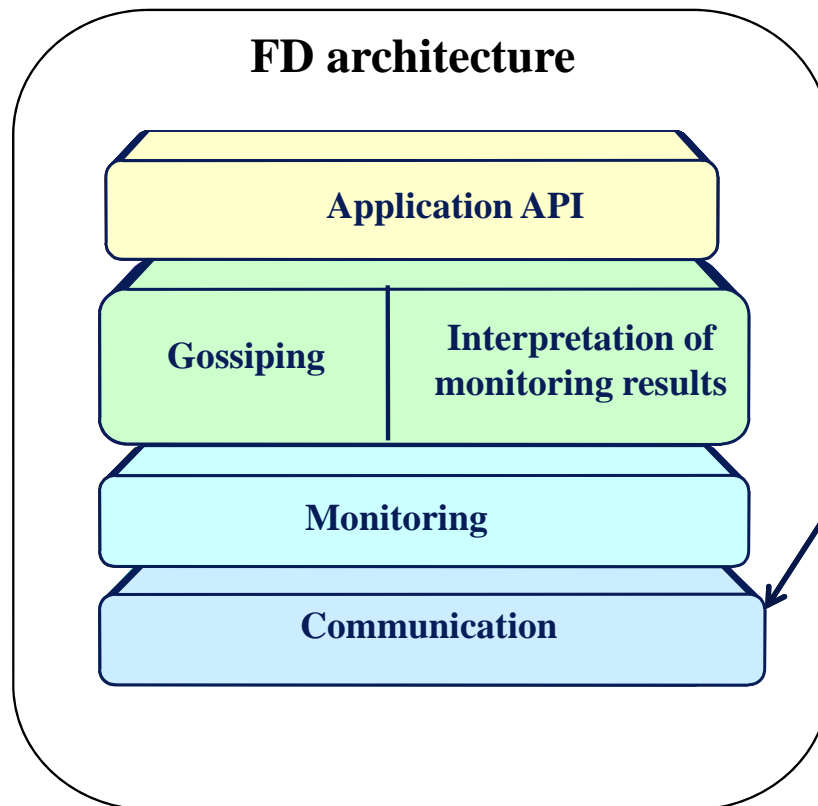 FD architecture
Application API
Gossiping
Interpretation of
monitoring results
Monitoring
Communication